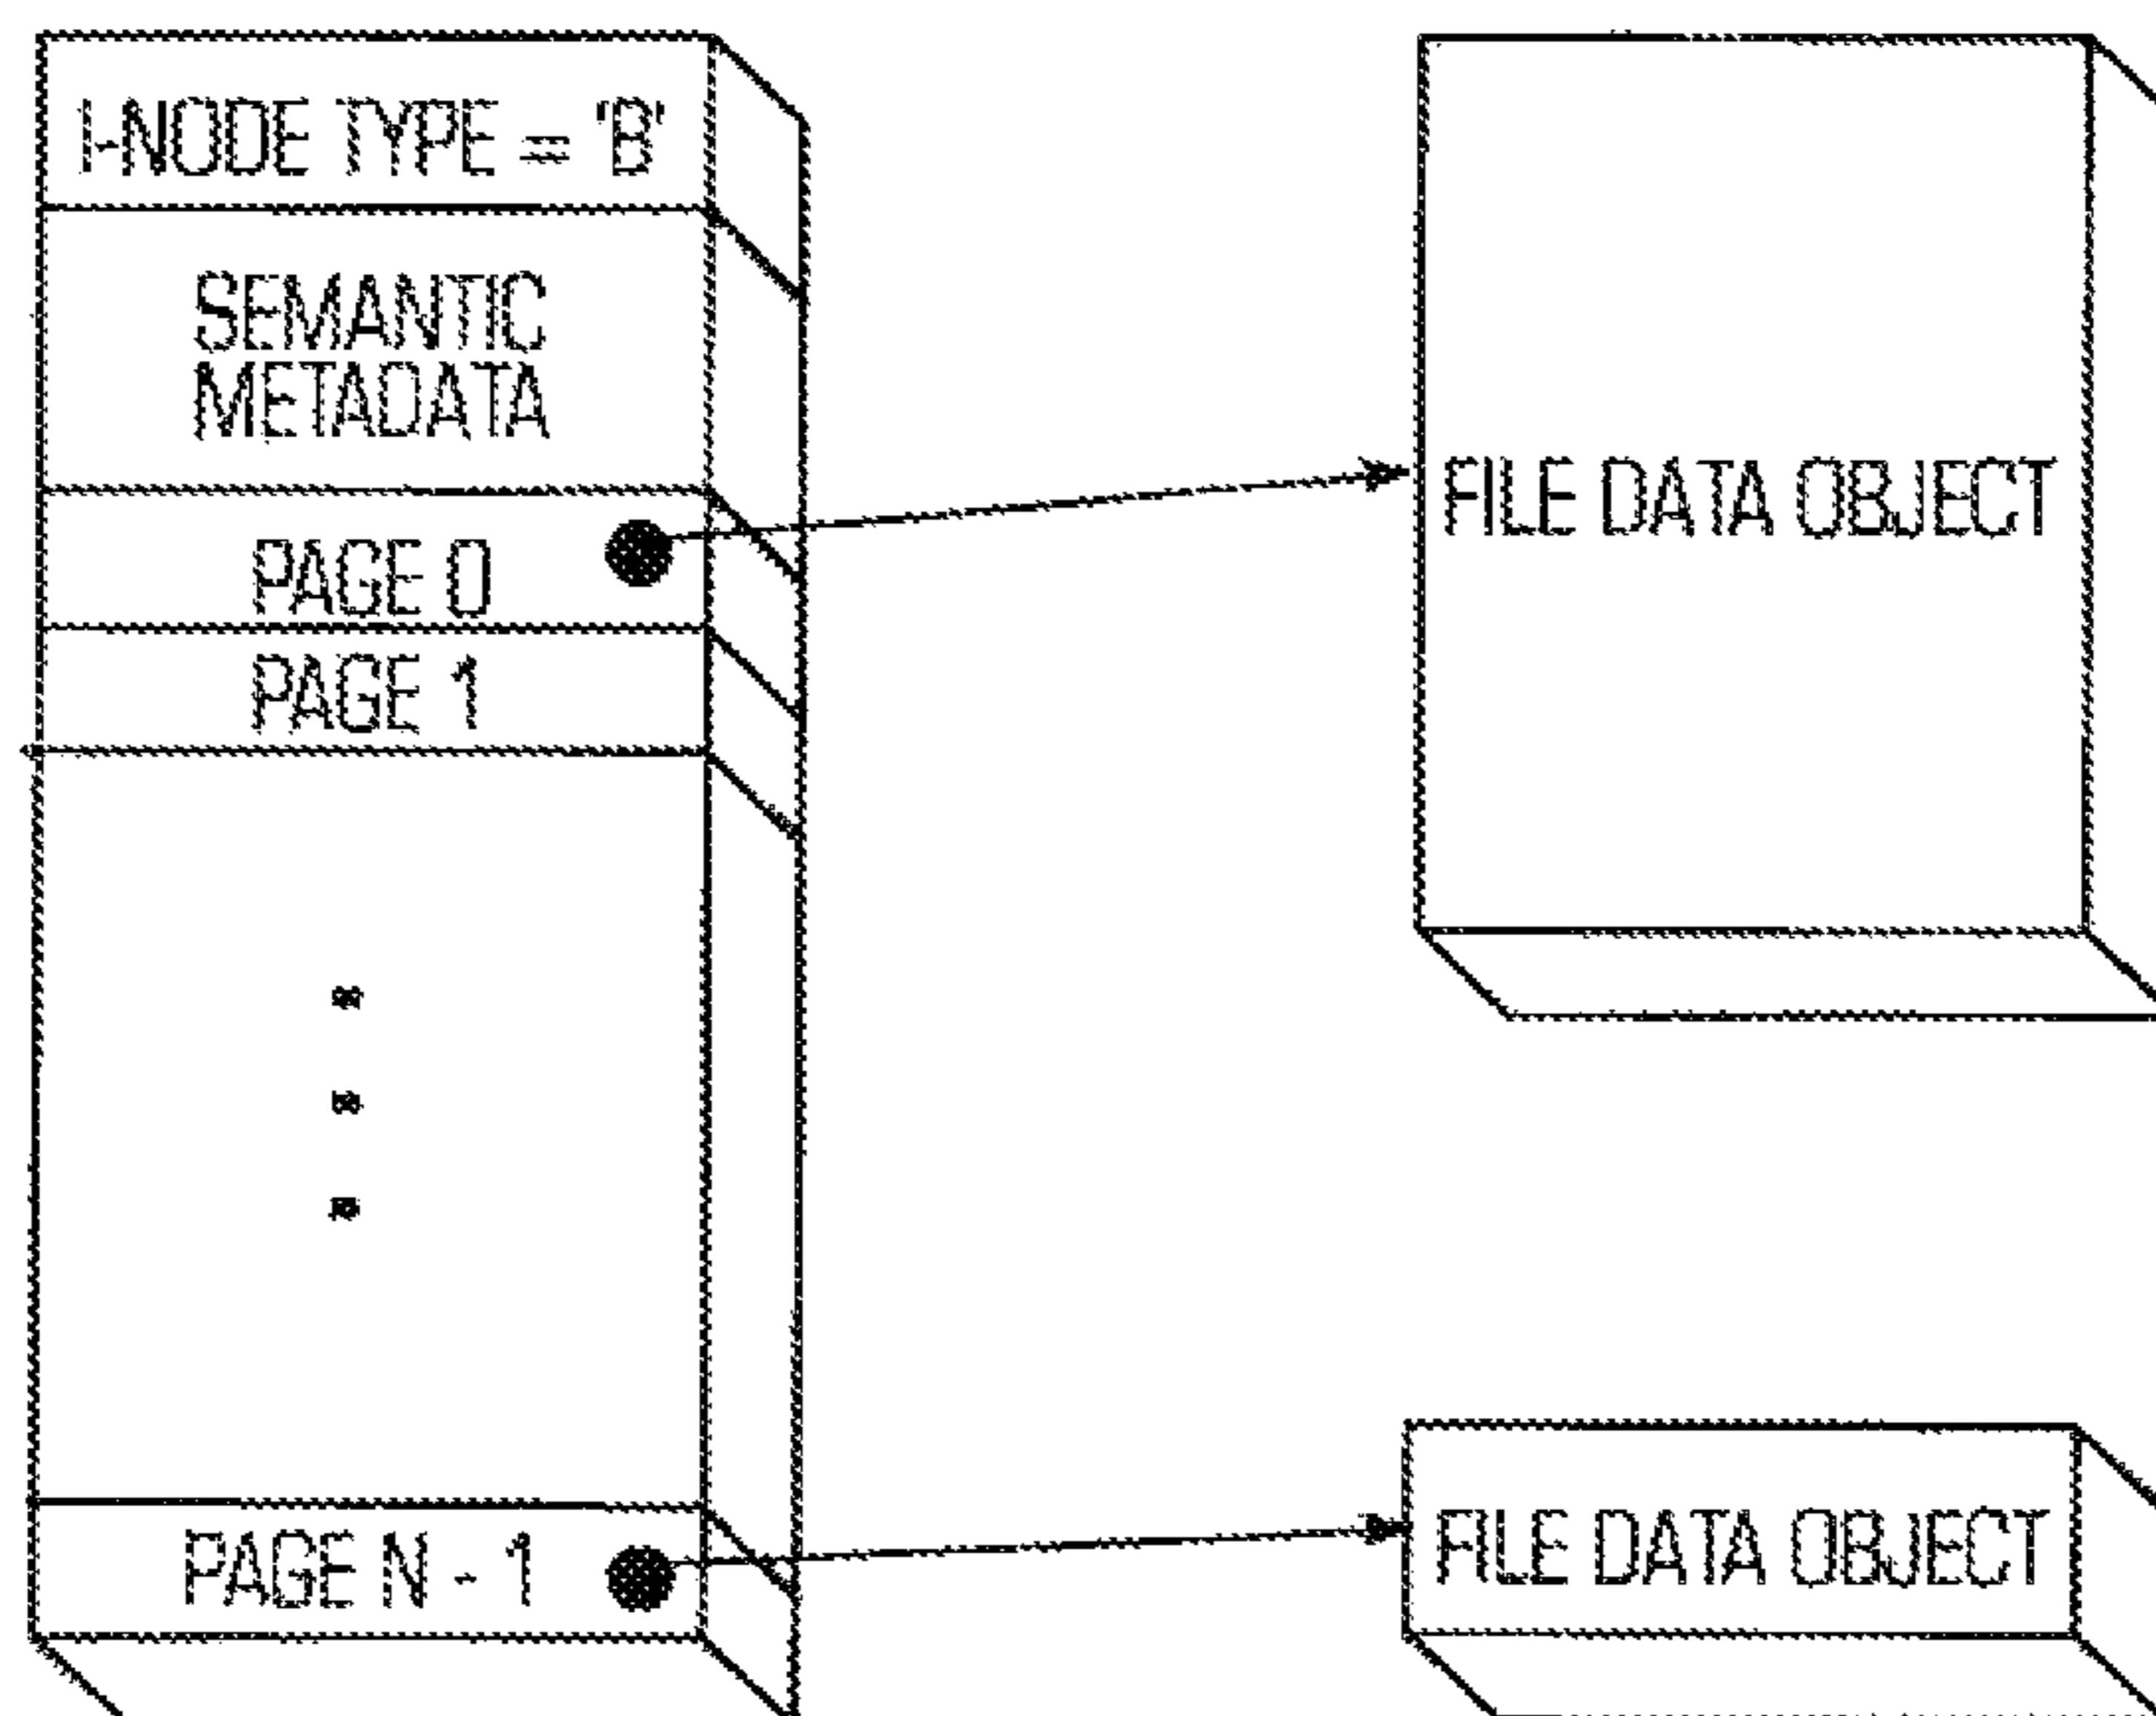 I-NODE TYPE = 'B'
SEMANTIC
METADATA
PAGE 0
PAGE 1
PAGE N - 1
FILE DATA OBJECT
FILE DATA OBJECT